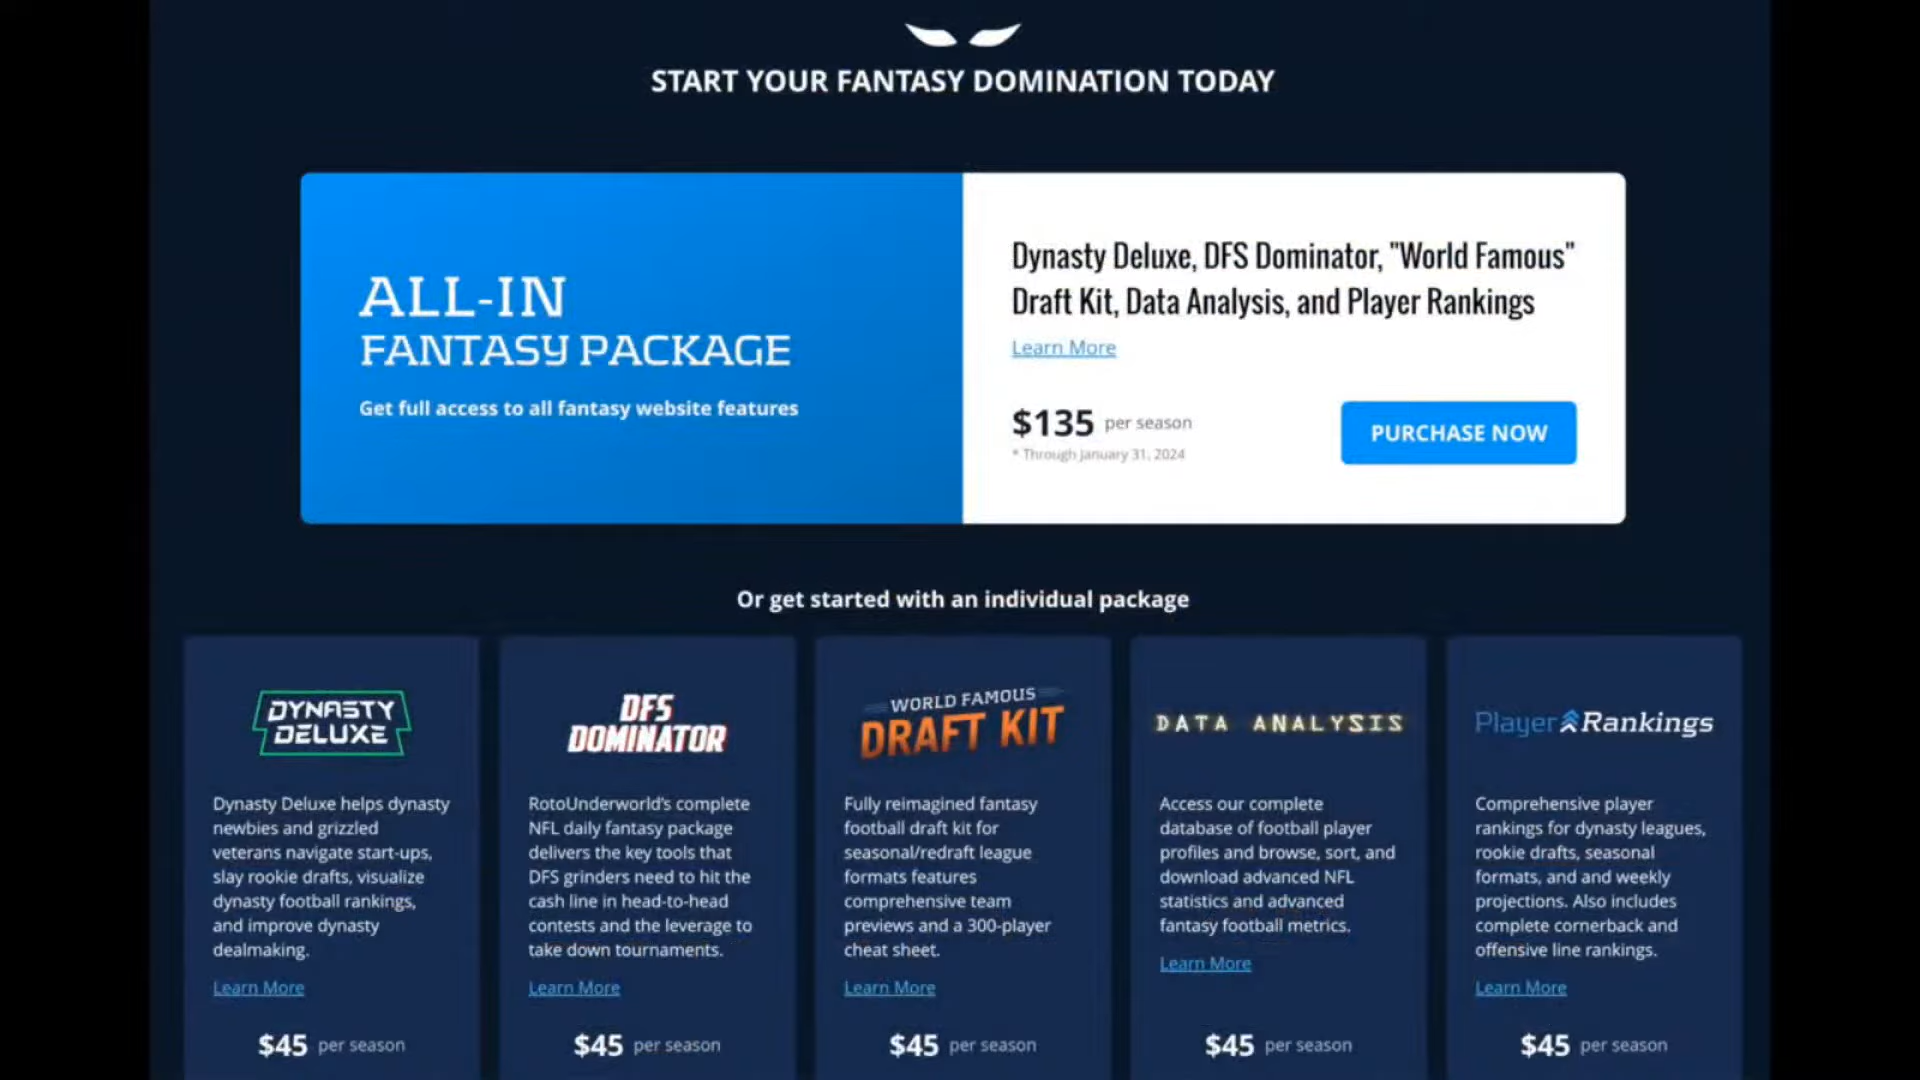 START YOUR FANTASY DOMINATION TODAY
ALL-IN
FANTASY PACKAGE
Get full access to all fantasy website features
Dynasty Deluxe, DFS Dominator, "World Famous"
Draft Kit, Data Analysis, and Player Rankings
Learn More
$135 per season
* Through January 31, 2024
PURCHASE NOW
Or get started with an individual package
DYNASTY
DELUXE
Dynasty Deluxe helps dynasty
newbies and grizzled
veterans navigate start-ups,
slay rookie drafts, visualize
dynasty football rankings,
and improve dynasty
dealmaking.
Learn More
$45 per season
DFS
DOMINATOR
RotoUnderworld's complete
NFL daily fantasy package
delivers the key tools that
DFS grinders need to hit the
cash line in head-to-head
contests and the leverage to
take down tournaments.
Learn More
$45 per season
WORLD FAMOUS
DRAFT KIT
Fully reimagined fantasy
football draft kit for
seasonal/redraft league
formats features
comprehensive team
previews and a 300-player
cheat sheet.
Learn More
$45 per season
DATA ANALYSIS
Access our complete
database of football player
profiles and browse, sort, and
download advanced NFL
statistics and advanced
fantasy football metrics.
Learn More
$45 per season
Player Rankings
Comprehensive player
rankings for dynasty leagues,
rookie drafts, seasonal
formats, and and weekly
projections. Also includes
complete cornerback and
offensive line rankings.
Learn More
$45 per season